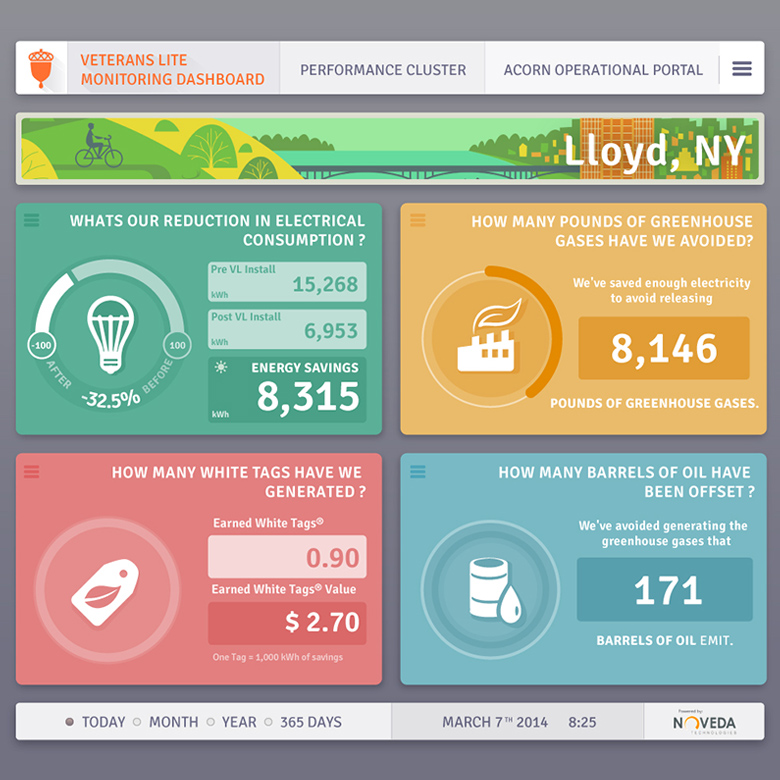 VETERANS LITE
MONITORING DASHBOARD
PERFORMANCE CLUSTER
ACORN OPERATIONAL PORTAL
Lloyd, NY
WHATS OUR REDUCTION IN ELECTRICAL
CONSUMPTION ?
-100
100
AFTER
BEFORE
-32.5%
Pre VL Install
15,268
kWh
Post VL Install
6,953
kWh
ENERGY SAVINGS
8,315
kWh
HOW MANY POUNDS OF GREENHOUSE
GASES HAVE WE AVOIDED?
We've saved enough electricity
to avoid releasing
8,146
POUNDS OF GREENHOUSE GASES.
HOW MANY WHITE TAGS HAVE WE
GENERATED ?
Earned White Tags®
0.90
Earned White Tags® Value
$ 2.70
One Tag = 1,000 kWh of savings
HOW MANY BARRELS OF OIL HAVE
BEEN OFFSET ?
We've avoided generating the
greenhouse gases that
171
BARRELS OF OIL EMIT.
TODAY
MONTH
YEAR
365 DAYS
MARCH 7TH 2014
8:25
Powered by:
NOVEDA
TECHNOLOGIES